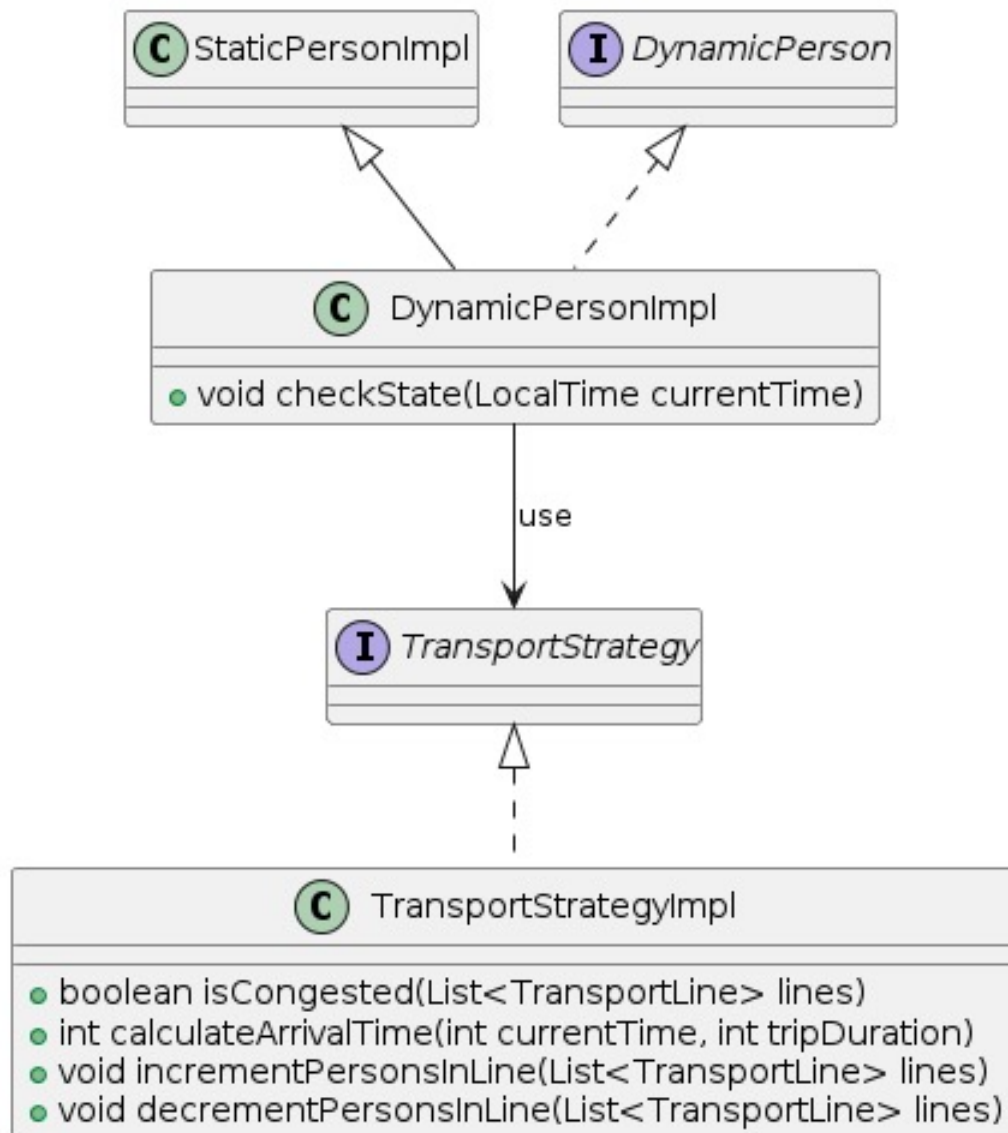 C StaticPersonImpl
I DynamicPerson
C DynamicPersonImpl
void checkState(LocalTime currentTime)
use
I TransportStrategy
C TransportStrategyImpl
boolean isCongested(List<TransportLine> lines)
int calculateArrivalTime(int currentTime, int tripDuration)
void incrementPersonsInLine(List<TransportLine> lines)
void decrementPersonsInLine(List<TransportLine> lines)